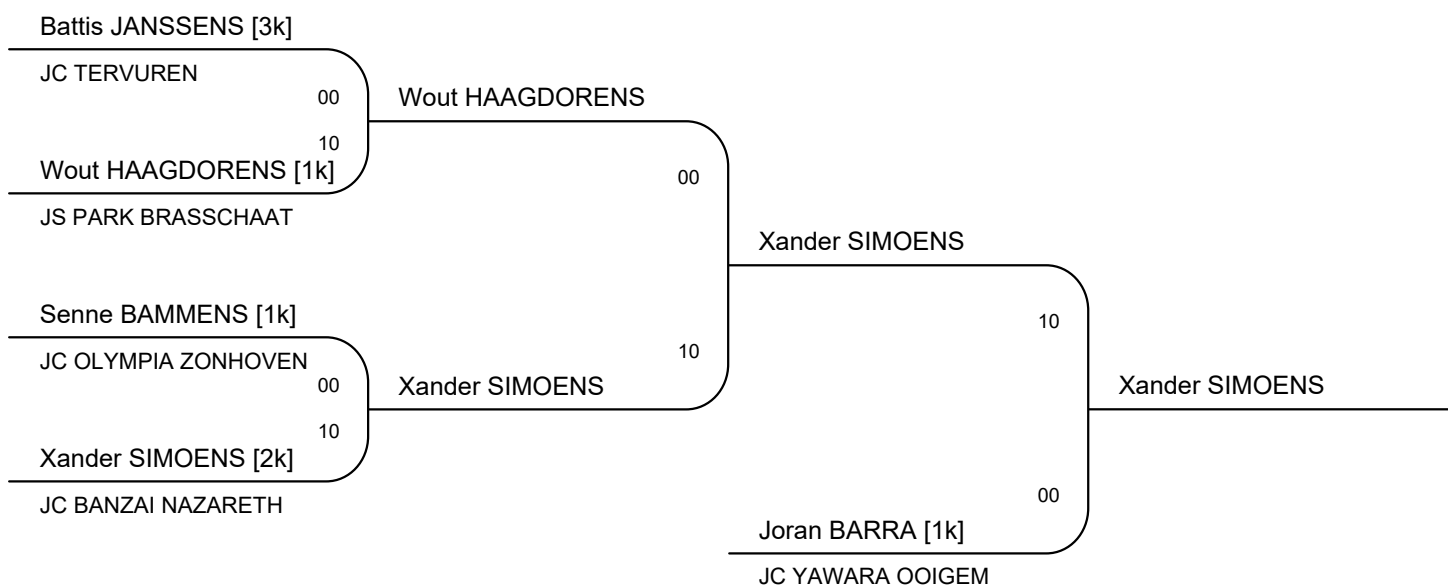 Battis JANSSENS [3k]
JC TERVUREN
00
10
Wout HAAGDORENS [1k]
JS PARK BRASSCHAAT
Senne BAMMENS [1k]
JC OLYMPIA ZONHOVEN
00
10
Xander SIMOENS [2k]
JC BANZAI NAZARETH
Wout HAAGDORENS
00
10
Xander SIMOENS
Xander SIMOENS
10
00
Joran BARRA [1k]
JC YAWARA OOIGEM
Xander SIMOENS